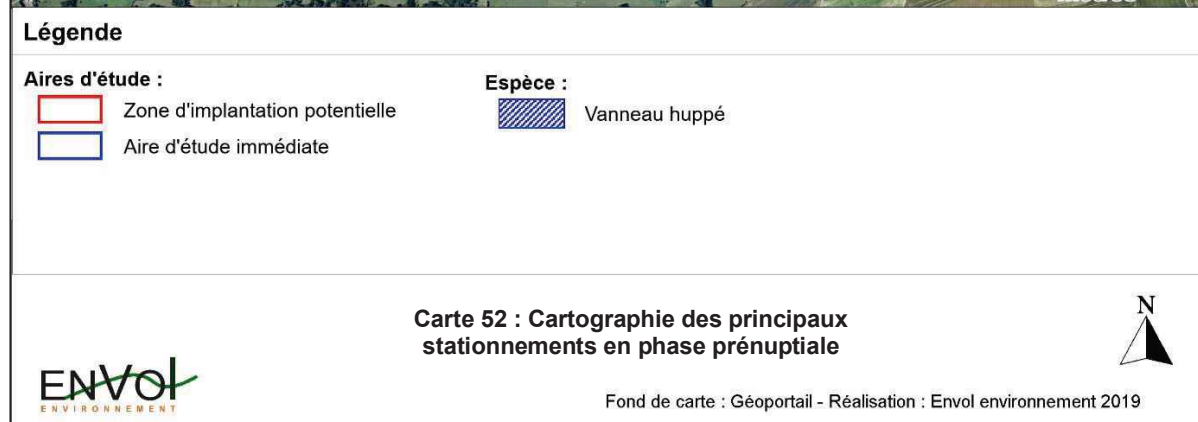 Légende
Aires d'étude :
Zone d'implantation potentielle
Aire d'étude immédiate
Espèce :
Vanneau huppé
Carte 52 : Cartographie des principaux
stationnements en phase prénuptiale
N
ENVOl
ENVIRONNEMENT
Fond de carte : Géoportail - Réalisation : Envol environnement 2019